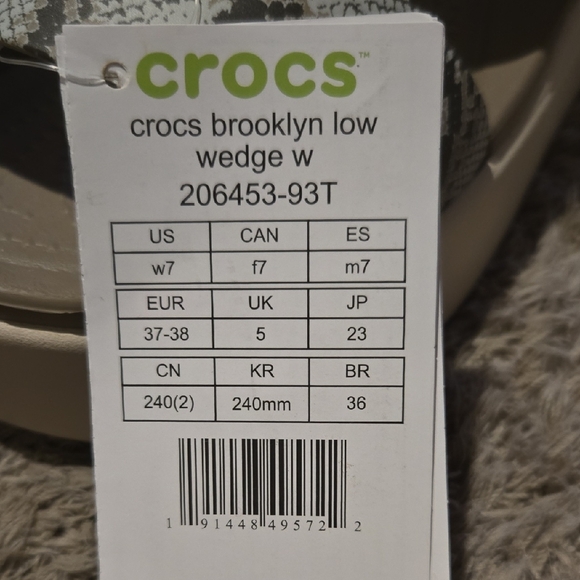 crocs™
crocs brooklyn low
wedge w
206453-93T
US CAN ES
w7 f7 m7
EUR UK JP
37-38 5 23
CN KR BR
240(2) 240mm 36
1 91448 49572 2